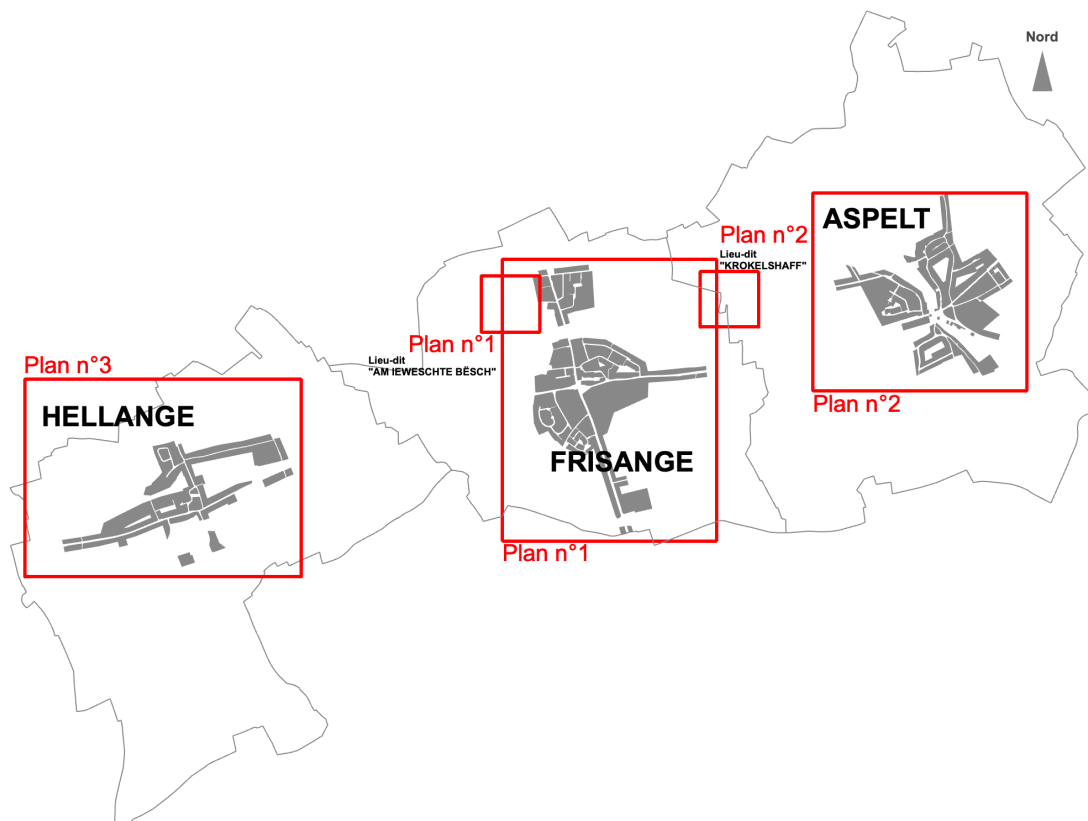 Nord
ASPELT
Plan n°2
Lieu-dit
"KROKELSHAFF"
Plan n°1
Lieu-dit
"AM IEWESCHTE BËSCH"
Plan n°3
Plan n°2
HELLANGE
FRISANGE
Plan n°1